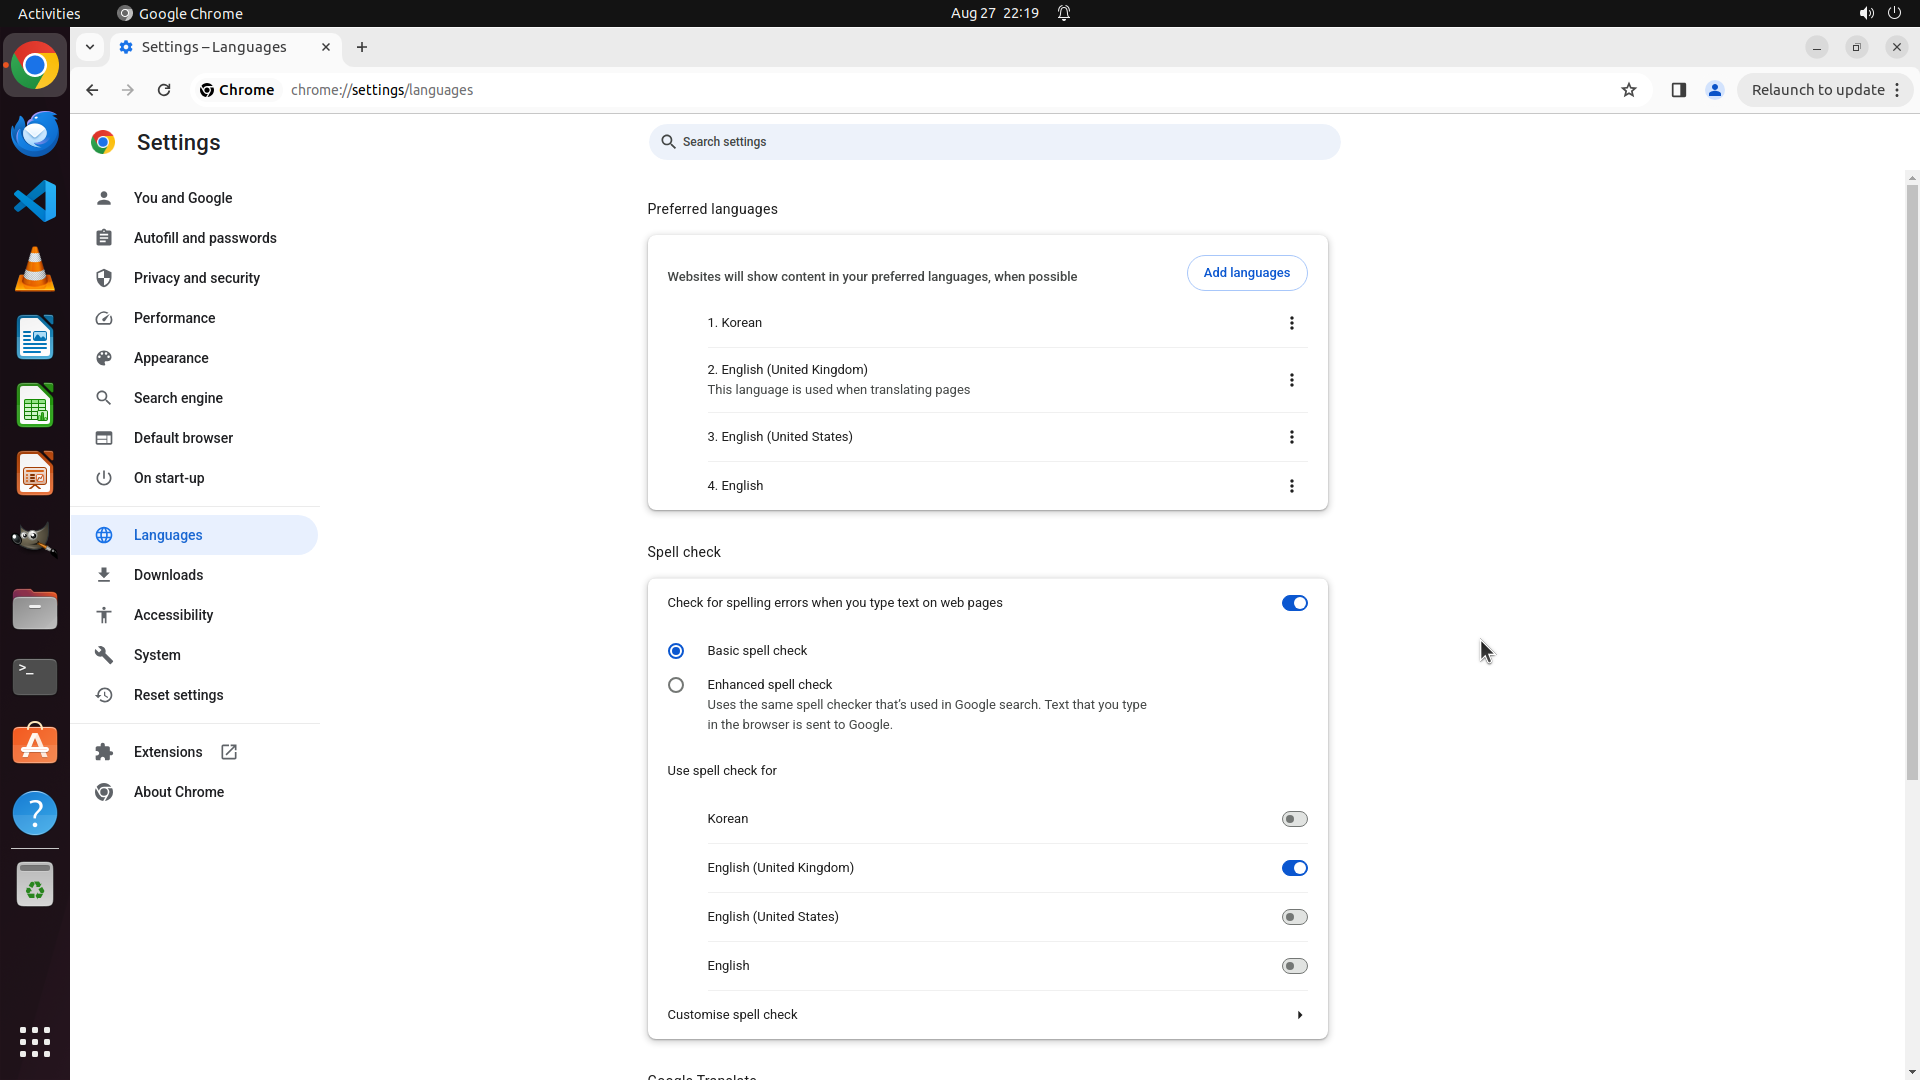 Activities
Google Chrome
Aug 27 22:19
Settings – Languages
Chrome
chrome://settings/languages
Relaunch to update
Settings
Search settings
You and Google
Autofill and passwords
Privacy and security
Performance
Appearance
Search engine
Default browser
On start-up
Languages
Downloads
Accessibility
System
Reset settings
Extensions
About Chrome
Preferred languages
Websites will show content in your preferred languages, when possible
Add languages
1. Korean
2. English (United Kingdom)
This language is used when translating pages
3. English (United States)
4. English
Spell check
Check for spelling errors when you type text on web pages
Basic spell check
Enhanced spell check
Uses the same spell checker that's used in Google search. Text that you type
in the browser is sent to Google.
Use spell check for
Korean
English (United Kingdom)
English (United States)
English
Customise spell check
Google Translate